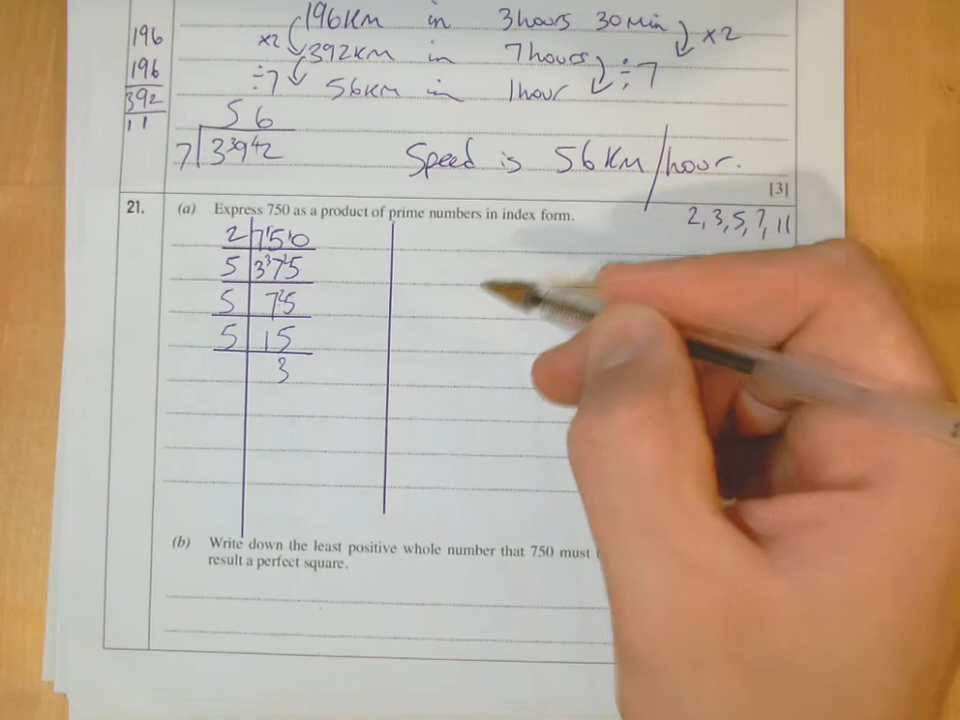 196KM in 3hours 30Min
×2 ×2
392KM in 7hours
÷7 ÷7
56KM in 1hour
196
196
392
11
56
7 3³9⁴2
Speed is 56KM/hour.
[3]
21. (a) Express 750 as a product of prime numbers in index form.
2, 3, 5, 7, 11
2 7¹5¹0
5 3³7²5
5 7²5
5 15
3
(b) Write down the least positive whole number that 750 must
result a perfect square.